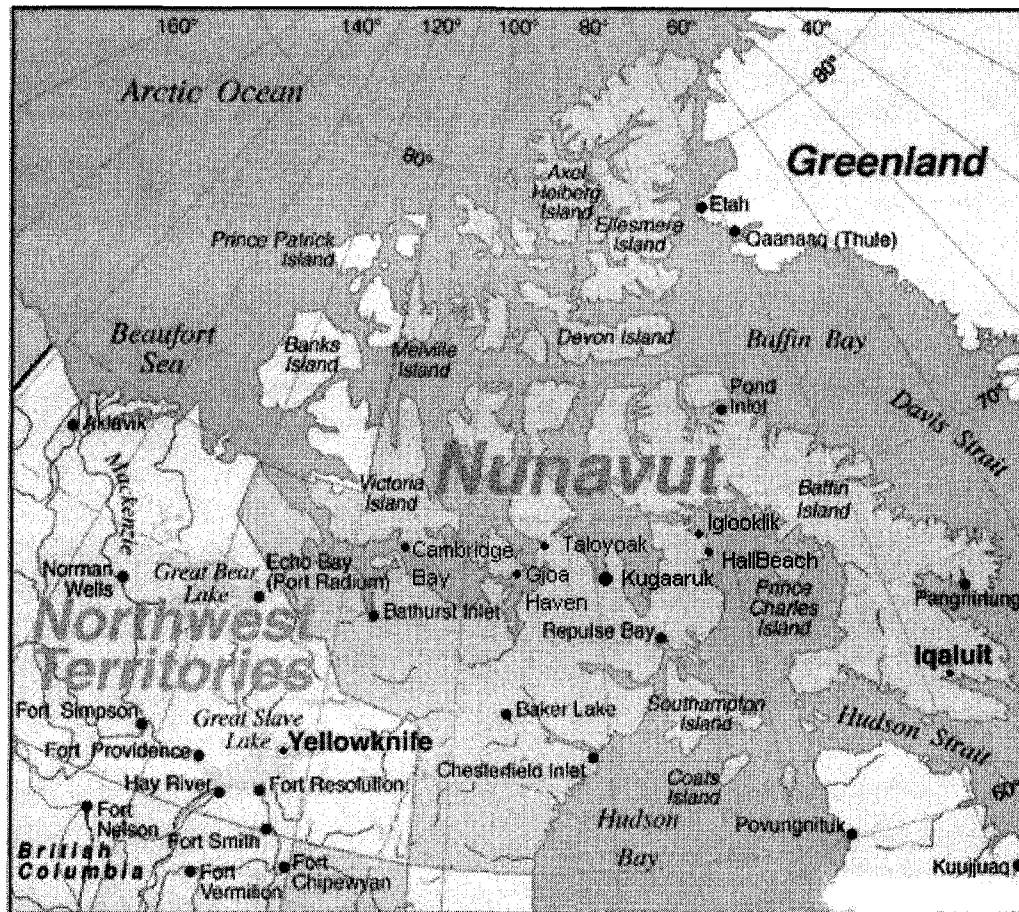 160°
140°
120°
100°
80°
60°
40°
80°
Arctic Ocean
80°
Greenland
Axel
Heiberg
Island
Etah
Ellesmere
Island
Qaanaaq (Thule)
Prince Patrick
Island
Beaufort
Sea
Banks
Island
Melville
Island
Devon Island
Baffin Bay
Pond
Inlet
70°
Davis Strait
Aklavik
Mackenzie
Nunavut
Victoria
Island
Baffin
Island
Iglooklik
Cambridge
Bay
Taloyoak
HallBeach
Echo Bay
(Port Radium)
Norman
Wells
Great Bear
Lake
Gjoa
Haven
Kugaaruk
Prince
Charles
Island
Pangnirtung
Bathurst Inlet
Northwest
Territories
Repulse Bay
Iqaluit
Fort Simpson
Great Slave
Lake
Baker Lake
Southampton
Island
Hudson Strait
Fort Providence
Yellowknife
Chesterfield Inlet
Hay River
Fort Resolution
Coats
Island
60°
Fort
Nelson
Fort Smith
Hudson
Bay
Povungnituk
British
Columbia
Fort
Vermilion
Fort
Chipewyan
Kuujjuaq